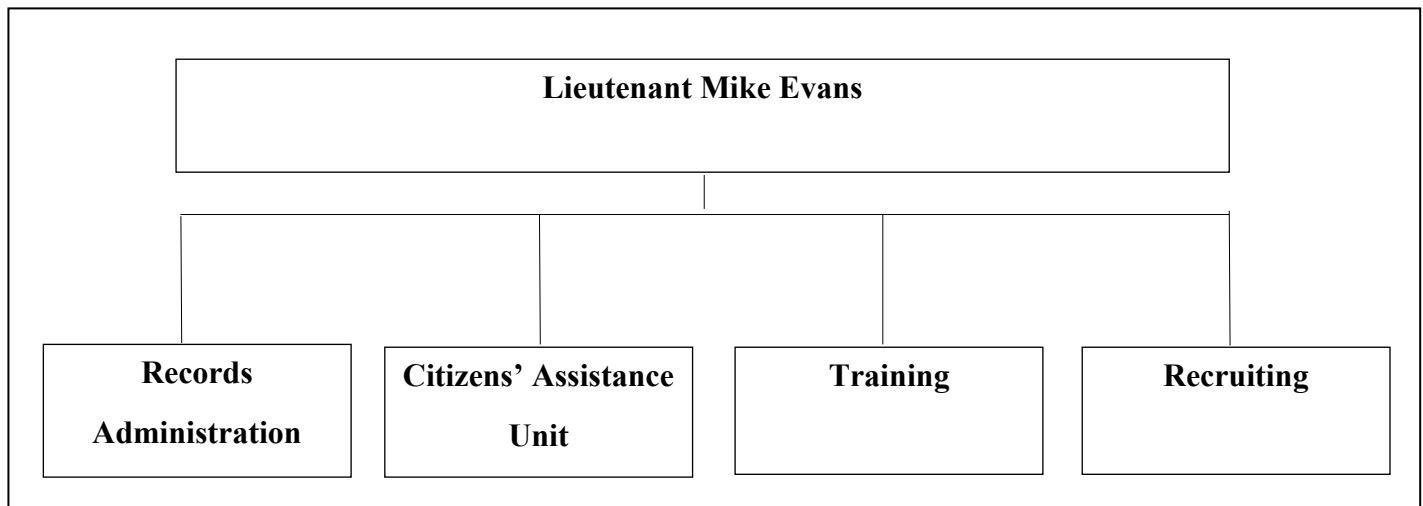 Lieutenant Mike Evans
Records
Administration
Citizens’ Assistance
Unit
Training
Recruiting